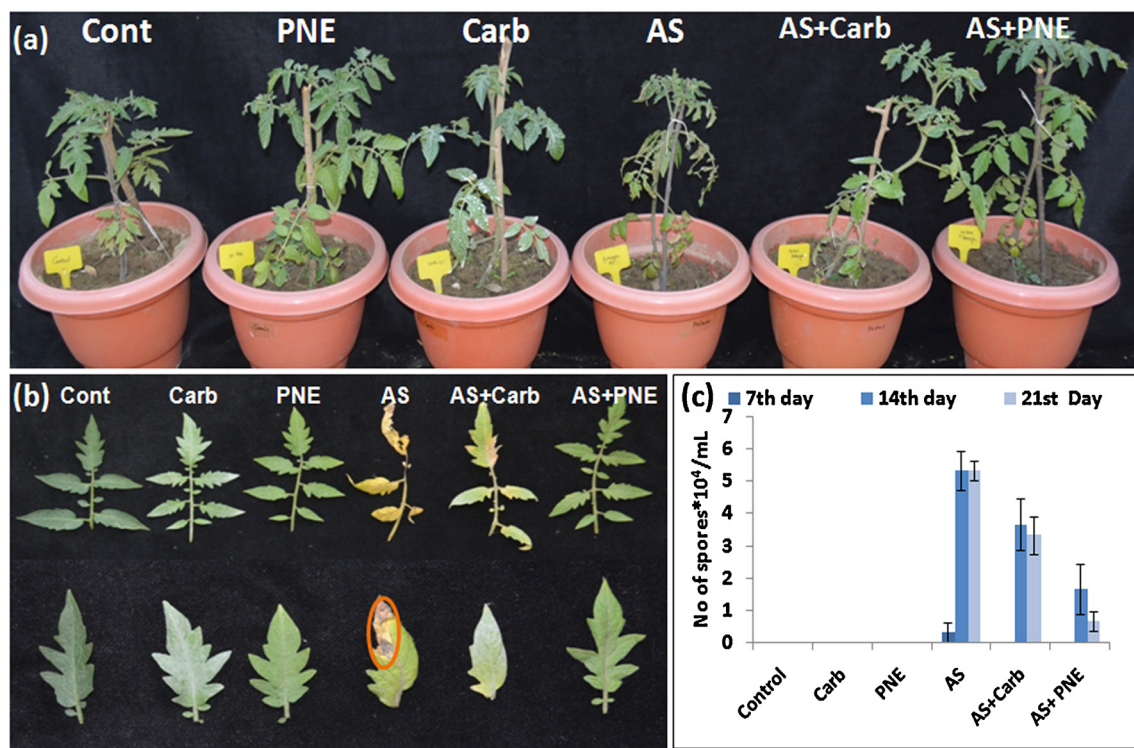 (a) Cont PNE Carb AS AS+Carb AS+PNE
Control
(b) Cont Carb PNE AS AS+Carb AS+PNE
(c)
7th day 14th day 21st Day
No of spores*10⁴/mL
7
6
5
4
3
2
1
0
Control Carb PNE AS AS+Carb AS+ PNE